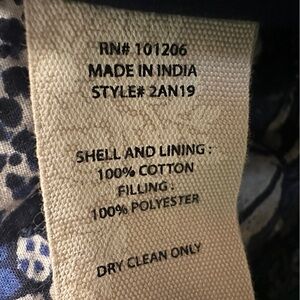 RN# 101206
MADE IN INDIA
STYLE# 2AN19
SHELL AND LINING :
100% COTTON
FILLING :
100% POLYESTER
DRY CLEAN ONLY